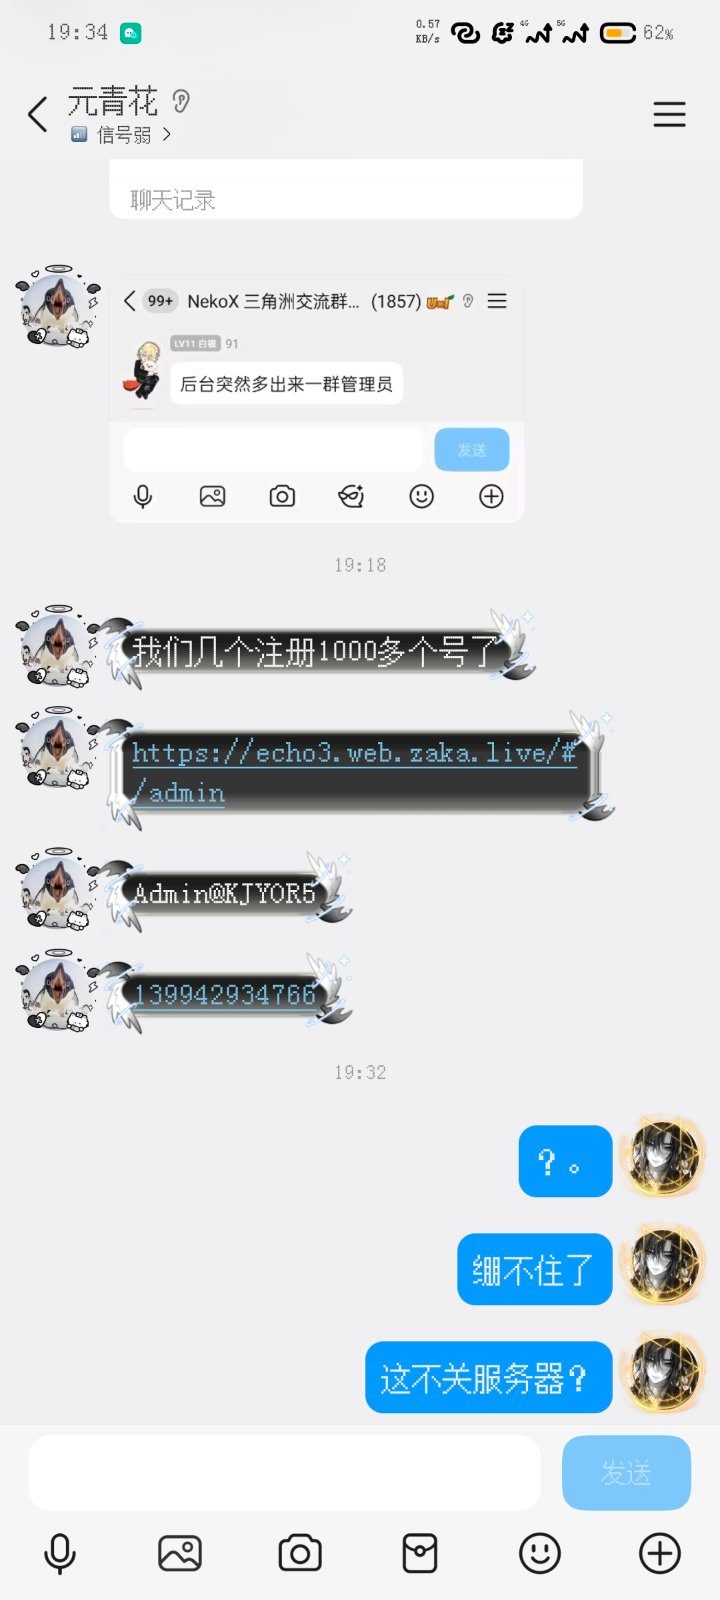 19:34
0.57
KB/s
4G
5G
62%
元青花
信号弱
聊天记录
99+
NekoX 三角洲交流群... (1857)
LV11 白银 91
后台突然多出来一群管理员
发送
19:18
我们几个注册1000多个号了
https://echo3.web.zaka.live/#
/admin
Admin@KJYOR5
139942934766
19:32
？。
绷不住了
这不关服务器？
发送